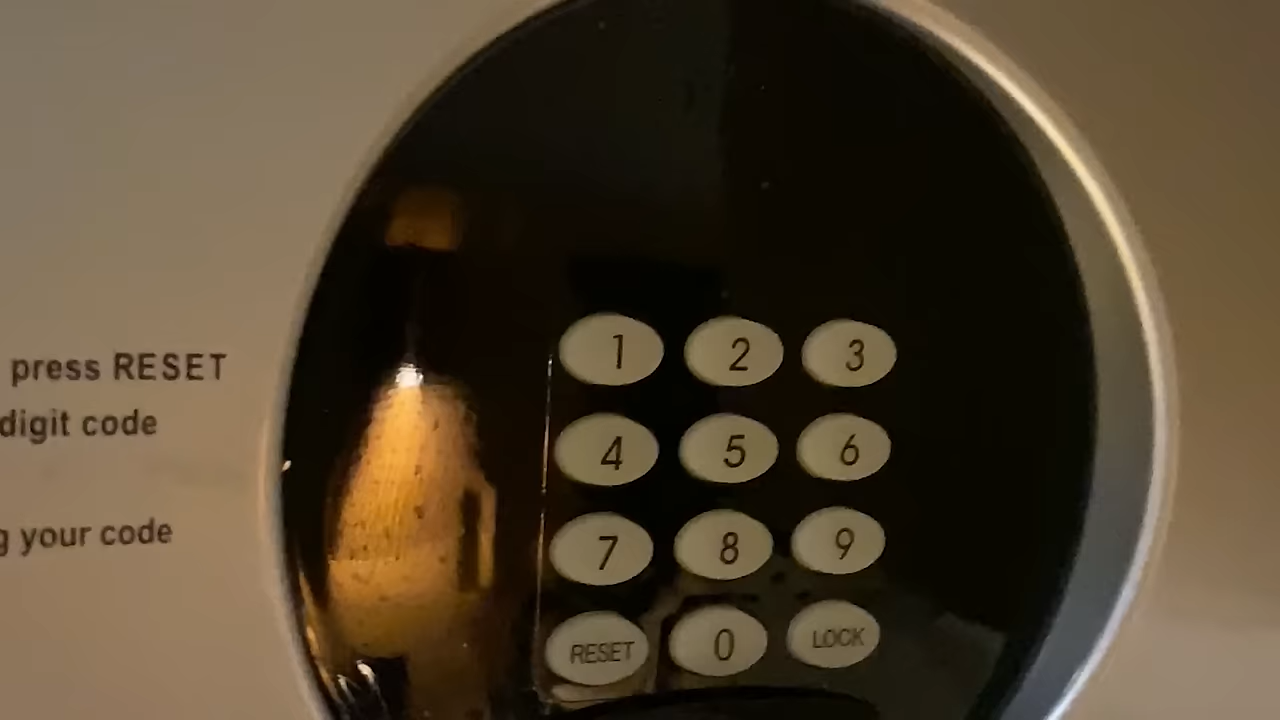 press RESET
digit code
g your code
1 2 3
4 5 6
7 8 9
RESET 0 LOCK